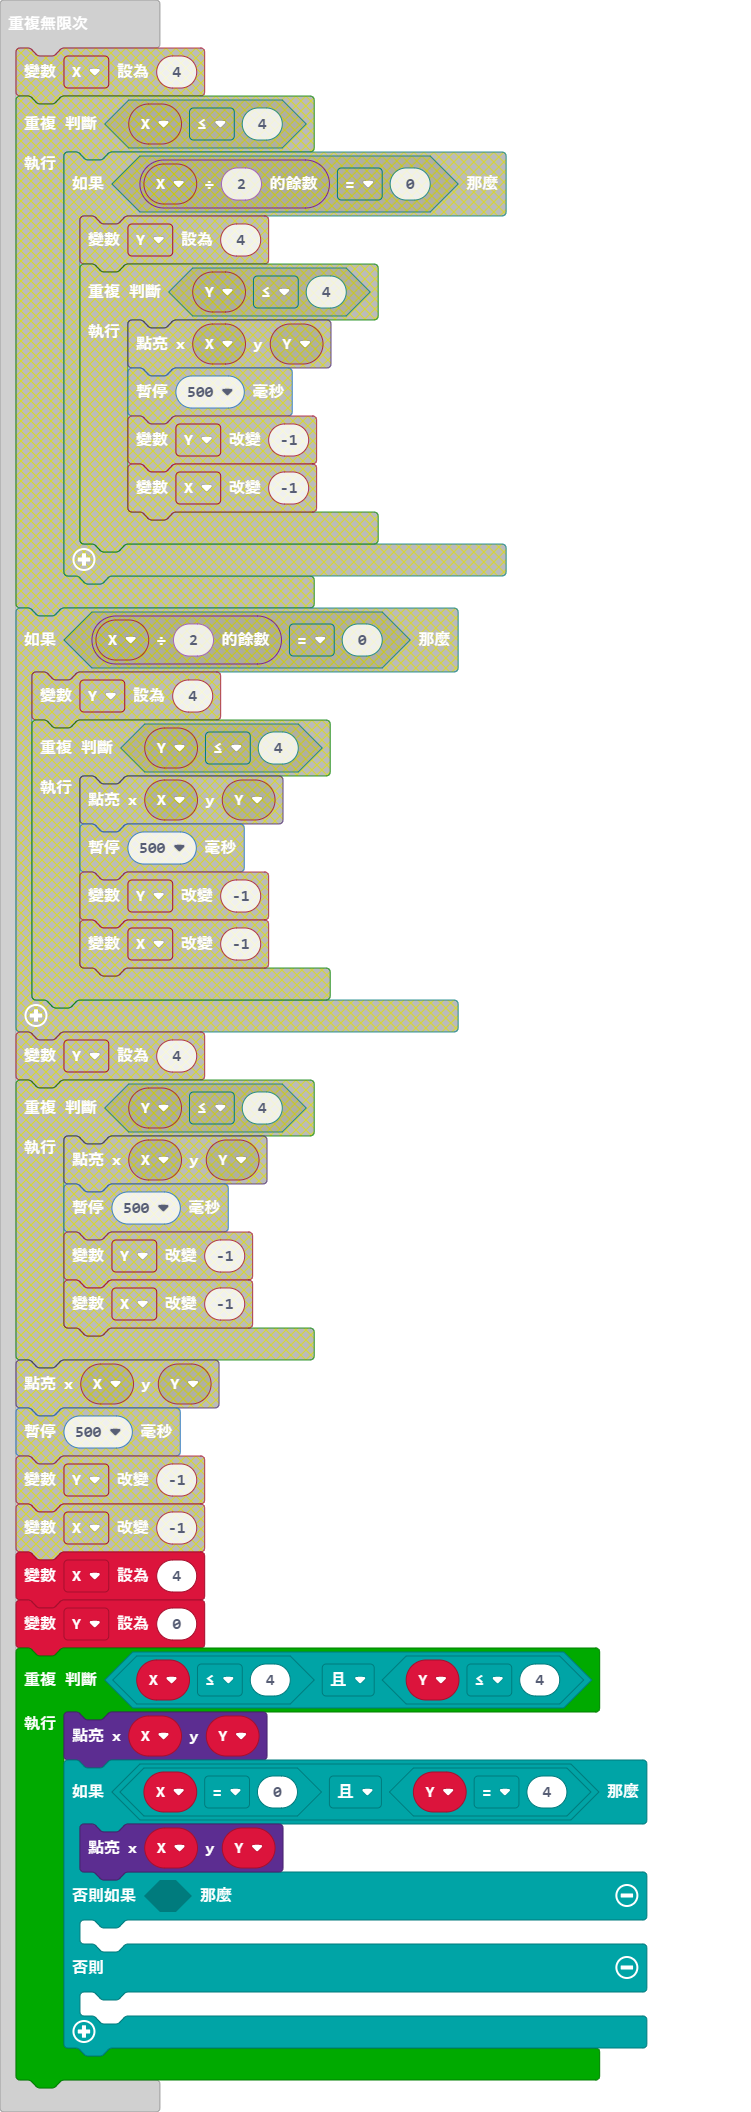 重複無限次
變數 X 設為 4
重複 判斷 X ≤ 4
執行
如果 X ÷ 2 的餘數 = 0 那麼
變數 Y 設為 4
重複 判斷 Y ≤ 4
執行
點亮 x X y Y
暫停 500 毫秒
變數 Y 改變 -1
變數 X 改變 -1
如果 X ÷ 2 的餘數 = 0 那麼
變數 Y 設為 4
重複 判斷 Y ≤ 4
執行
點亮 x X y Y
暫停 500 毫秒
變數 Y 改變 -1
變數 X 改變 -1
變數 Y 設為 4
重複 判斷 Y ≤ 4
執行
點亮 x X y Y
暫停 500 毫秒
變數 Y 改變 -1
變數 X 改變 -1
點亮 x X y Y
暫停 500 毫秒
變數 Y 改變 -1
變數 X 改變 -1
變數 X 設為 4
變數 Y 設為 0
重複 判斷 X ≤ 4 且 Y ≤ 4
執行
點亮 x X y Y
如果 X = 0 且 Y = 4 那麼
點亮 x X y Y
否則如果 那麼
否則